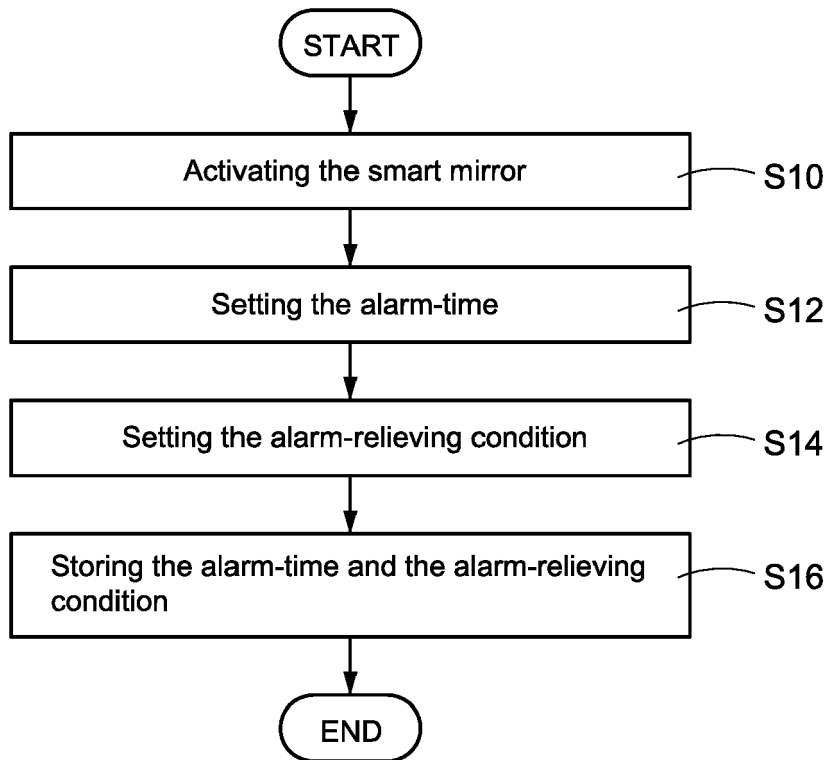 START
Activating the smart mirror
S10
Setting the alarm-time
S12
Setting the alarm-relieving condition
S14
Storing the alarm-time and the alarm-relieving
condition
S16
END